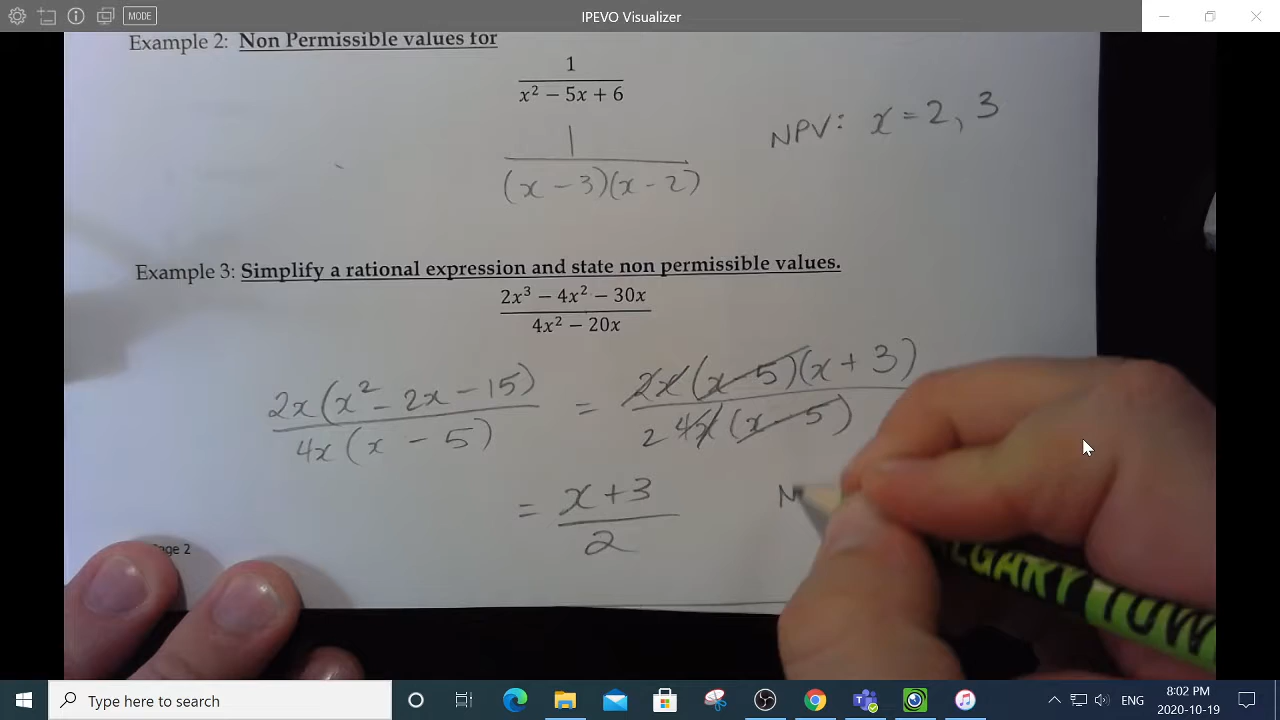 MODE
IPEVO Visualizer
Example 2: Non Permissible values for
1
x² − 5x + 6
1
(x − 3)(x − 2)
NPV: x = 2, 3
Example 3: Simplify a rational expression and state non permissible values.
2x³ − 4x² − 30x
4x² − 20x
2x(x² − 2x − 15) = 2x(x − 5)(x + 3)
4x(x − 5) 2 4x(x − 5)
= x + 3
2
N
age 2
EGARY TOW
Type here to search
ENG
8:02 PM
2020-10-19